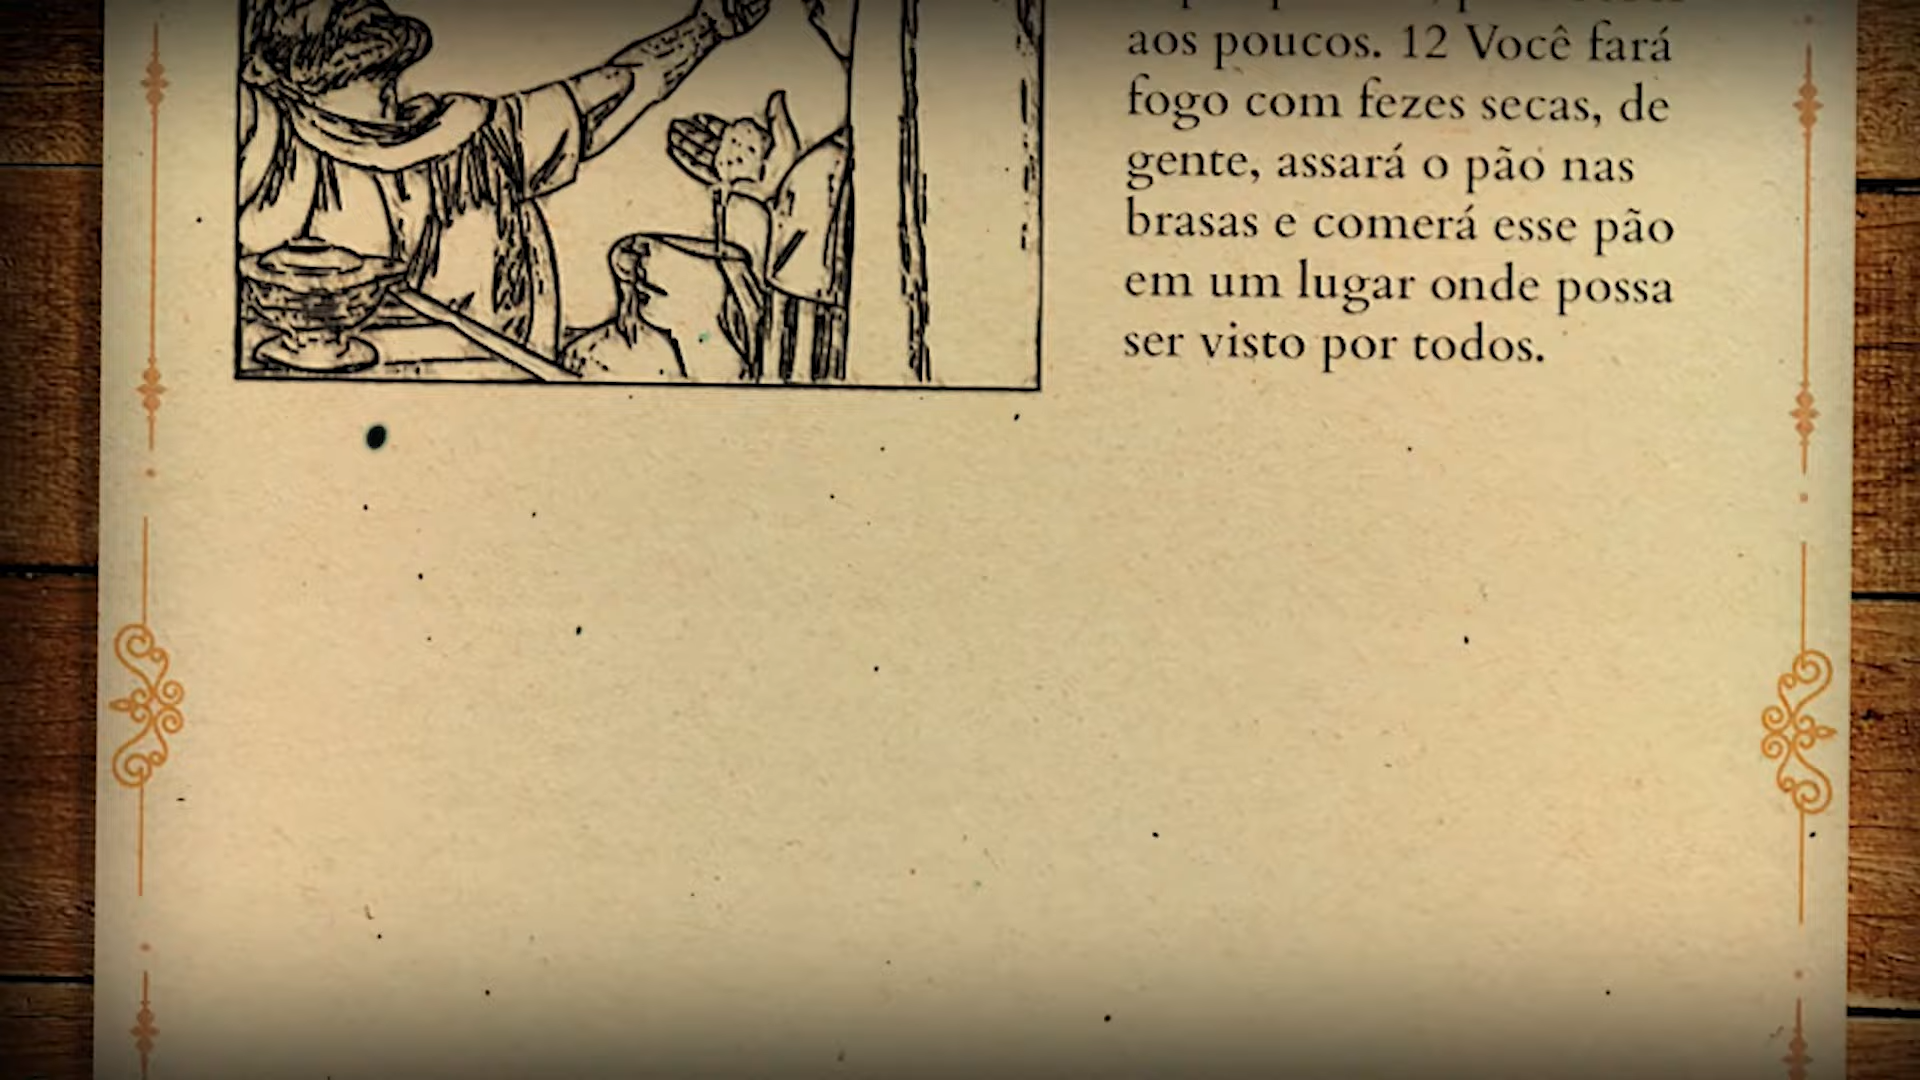 aos poucos. 12 Você fará
fogo com fezes secas, de
gente, assará o pão nas
brasas e comerá esse pão
em um lugar onde possa
ser visto por todos.